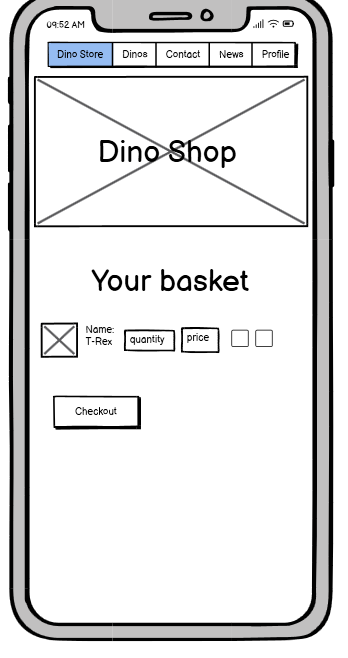 09:52 AM
Dino Store Dinos Contact News Profile
Dino Shop
Your basket
Name:
T-Rex
quantity price
Checkout